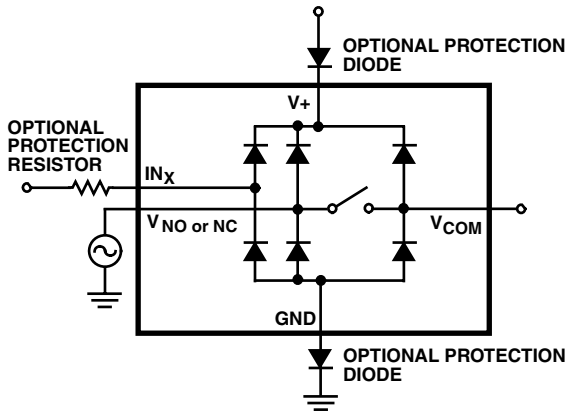 OPTIONAL PROTECTION
DIODE
V+
OPTIONAL
PROTECTION
RESISTOR
INX
VNO or NC
VCOM
GND
OPTIONAL PROTECTION
DIODE